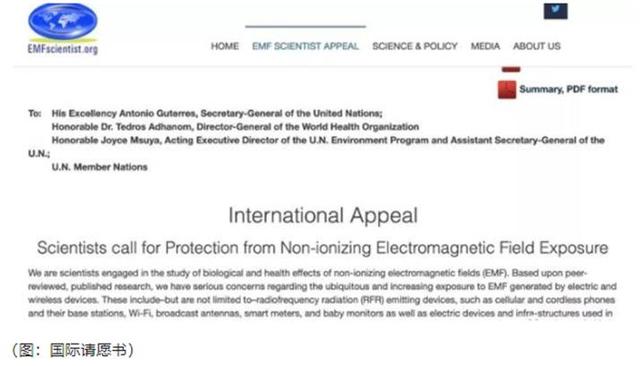 EMFscientist.org
HOME EMF SCIENTIST APPEAL SCIENCE & POLICY MEDIA ABOUT US
Summary, PDF format
To: His Excellency Antonio Guterres, Secretary-General of the United Nations;
Honorable Dr. Tedros Adhanom, Director-General of the World Health Organization
Honorable Joyce Msuya, Acting Executive Director of the U.N. Environment Program and Assistant Secretary-General of the
U.N.;
U.N. Member Nations
International Appeal
Scientists call for Protection from Non-ionizing Electromagnetic Field Exposure
We are scientists engaged in the study of biological and health effects of non-ionizing electromagnetic fields (EMF). Based upon peer-
reviewed, published research, we have serious concerns regarding the ubiquitous and increasing exposure to EMF generated by electric and
wireless devices. These include–but are not limited to–radiofrequency radiation (RFR) emitting devices, such as cellular and cordless phones
and their base stations, Wi-Fi, broadcast antennas, smart meters, and baby monitors as well as electric devices and infra-structures used in
(图：国际请愿书)